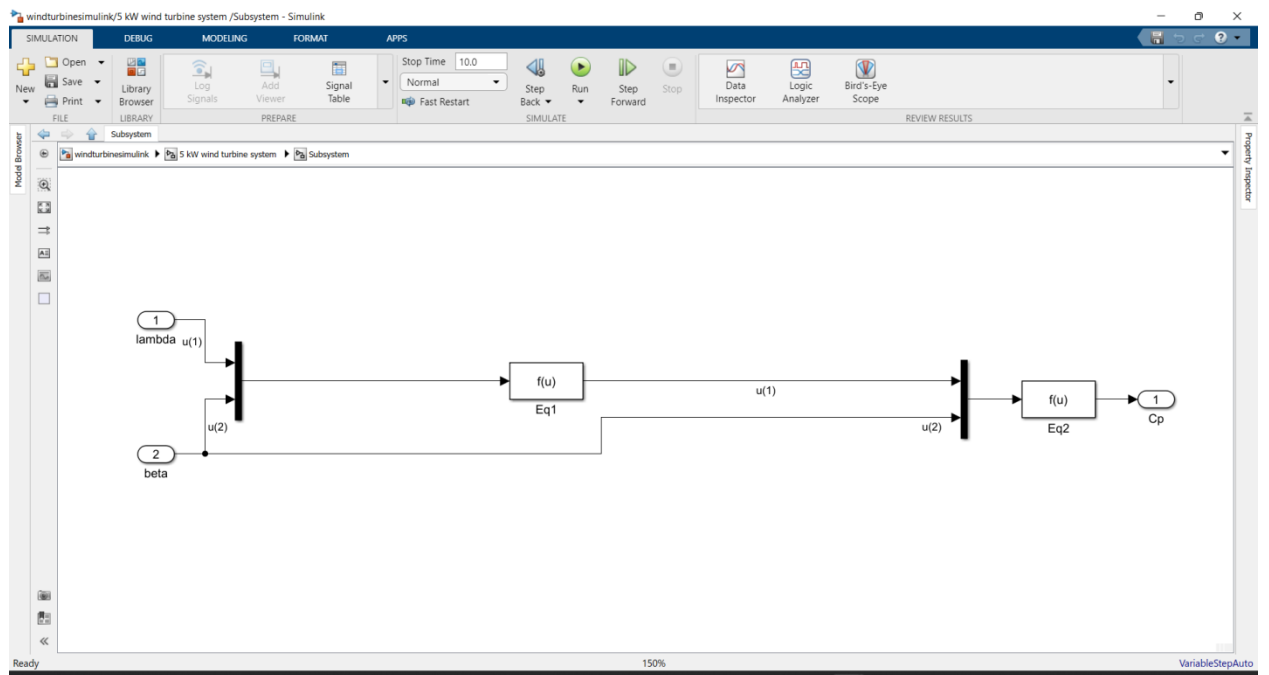 windturbinesimulink/5 kW wind turbine system /Subsystem - Simulink
SIMULATION DEBUG MODELING FORMAT APPS
New
Open
Save
Print
FILE
Library
Browser
LIBRARY
Log
Signals
Add
Viewer
Signal
Table
PREPARE
Stop Time 10.0
Normal
Fast Restart
Step
Back
Run
Step
Forward
Stop
SIMULATE
Data
Inspector
Logic
Analyzer
Bird's-Eye
Scope
REVIEW RESULTS
Model Browser
Property Inspector
Subsystem
windturbinesimulink 5 kW wind turbine system Subsystem
1
lambda
u(1)
u(2)
2
beta
f(u)
Eq1
u(1)
u(2)
f(u)
Eq2
1
Cp
Ready
150%
VariableStepAuto